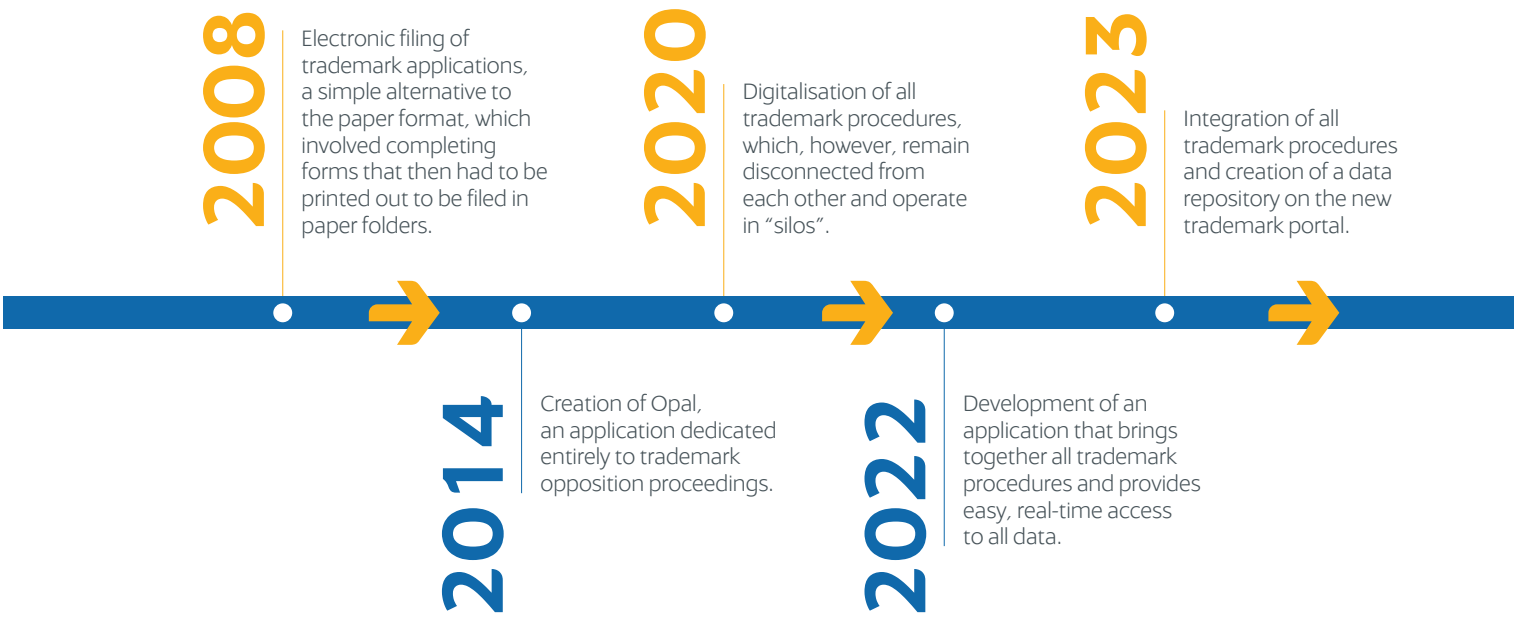 2008
Electronic filing of
trademark applications,
a simple alternative to
the paper format, which
involved completing
forms that then had to be
printed out to be filed in
paper folders.
2014
Creation of Opal,
an application dedicated
entirely to trademark
opposition proceedings.
2020
Digitalisation of all
trademark procedures,
which, however, remain
disconnected from
each other and operate
in “silos”.
2022
Development of an
application that brings
together all trademark
procedures and provides
easy, real-time access
to all data.
2023
Integration of all
trademark procedures
and creation of a data
repository on the new
trademark portal.